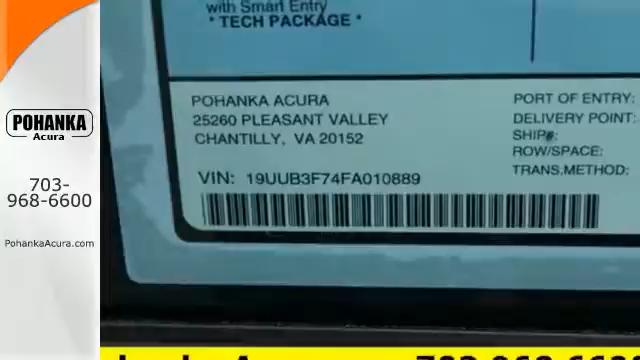 with Smart Entry
* TECH PACKAGE *
POHANKA ACURA
25260 PLEASANT VALLEY
CHANTILLY, VA 20152
PORT OF ENTRY:
DELIVERY POINT:
SHIP#:
ROW/SPACE:
TRANS.METHOD:
VIN: 19UUB3F74FA010889
POHANKA
Acura
703-
968-6600
PohankaAcura.com